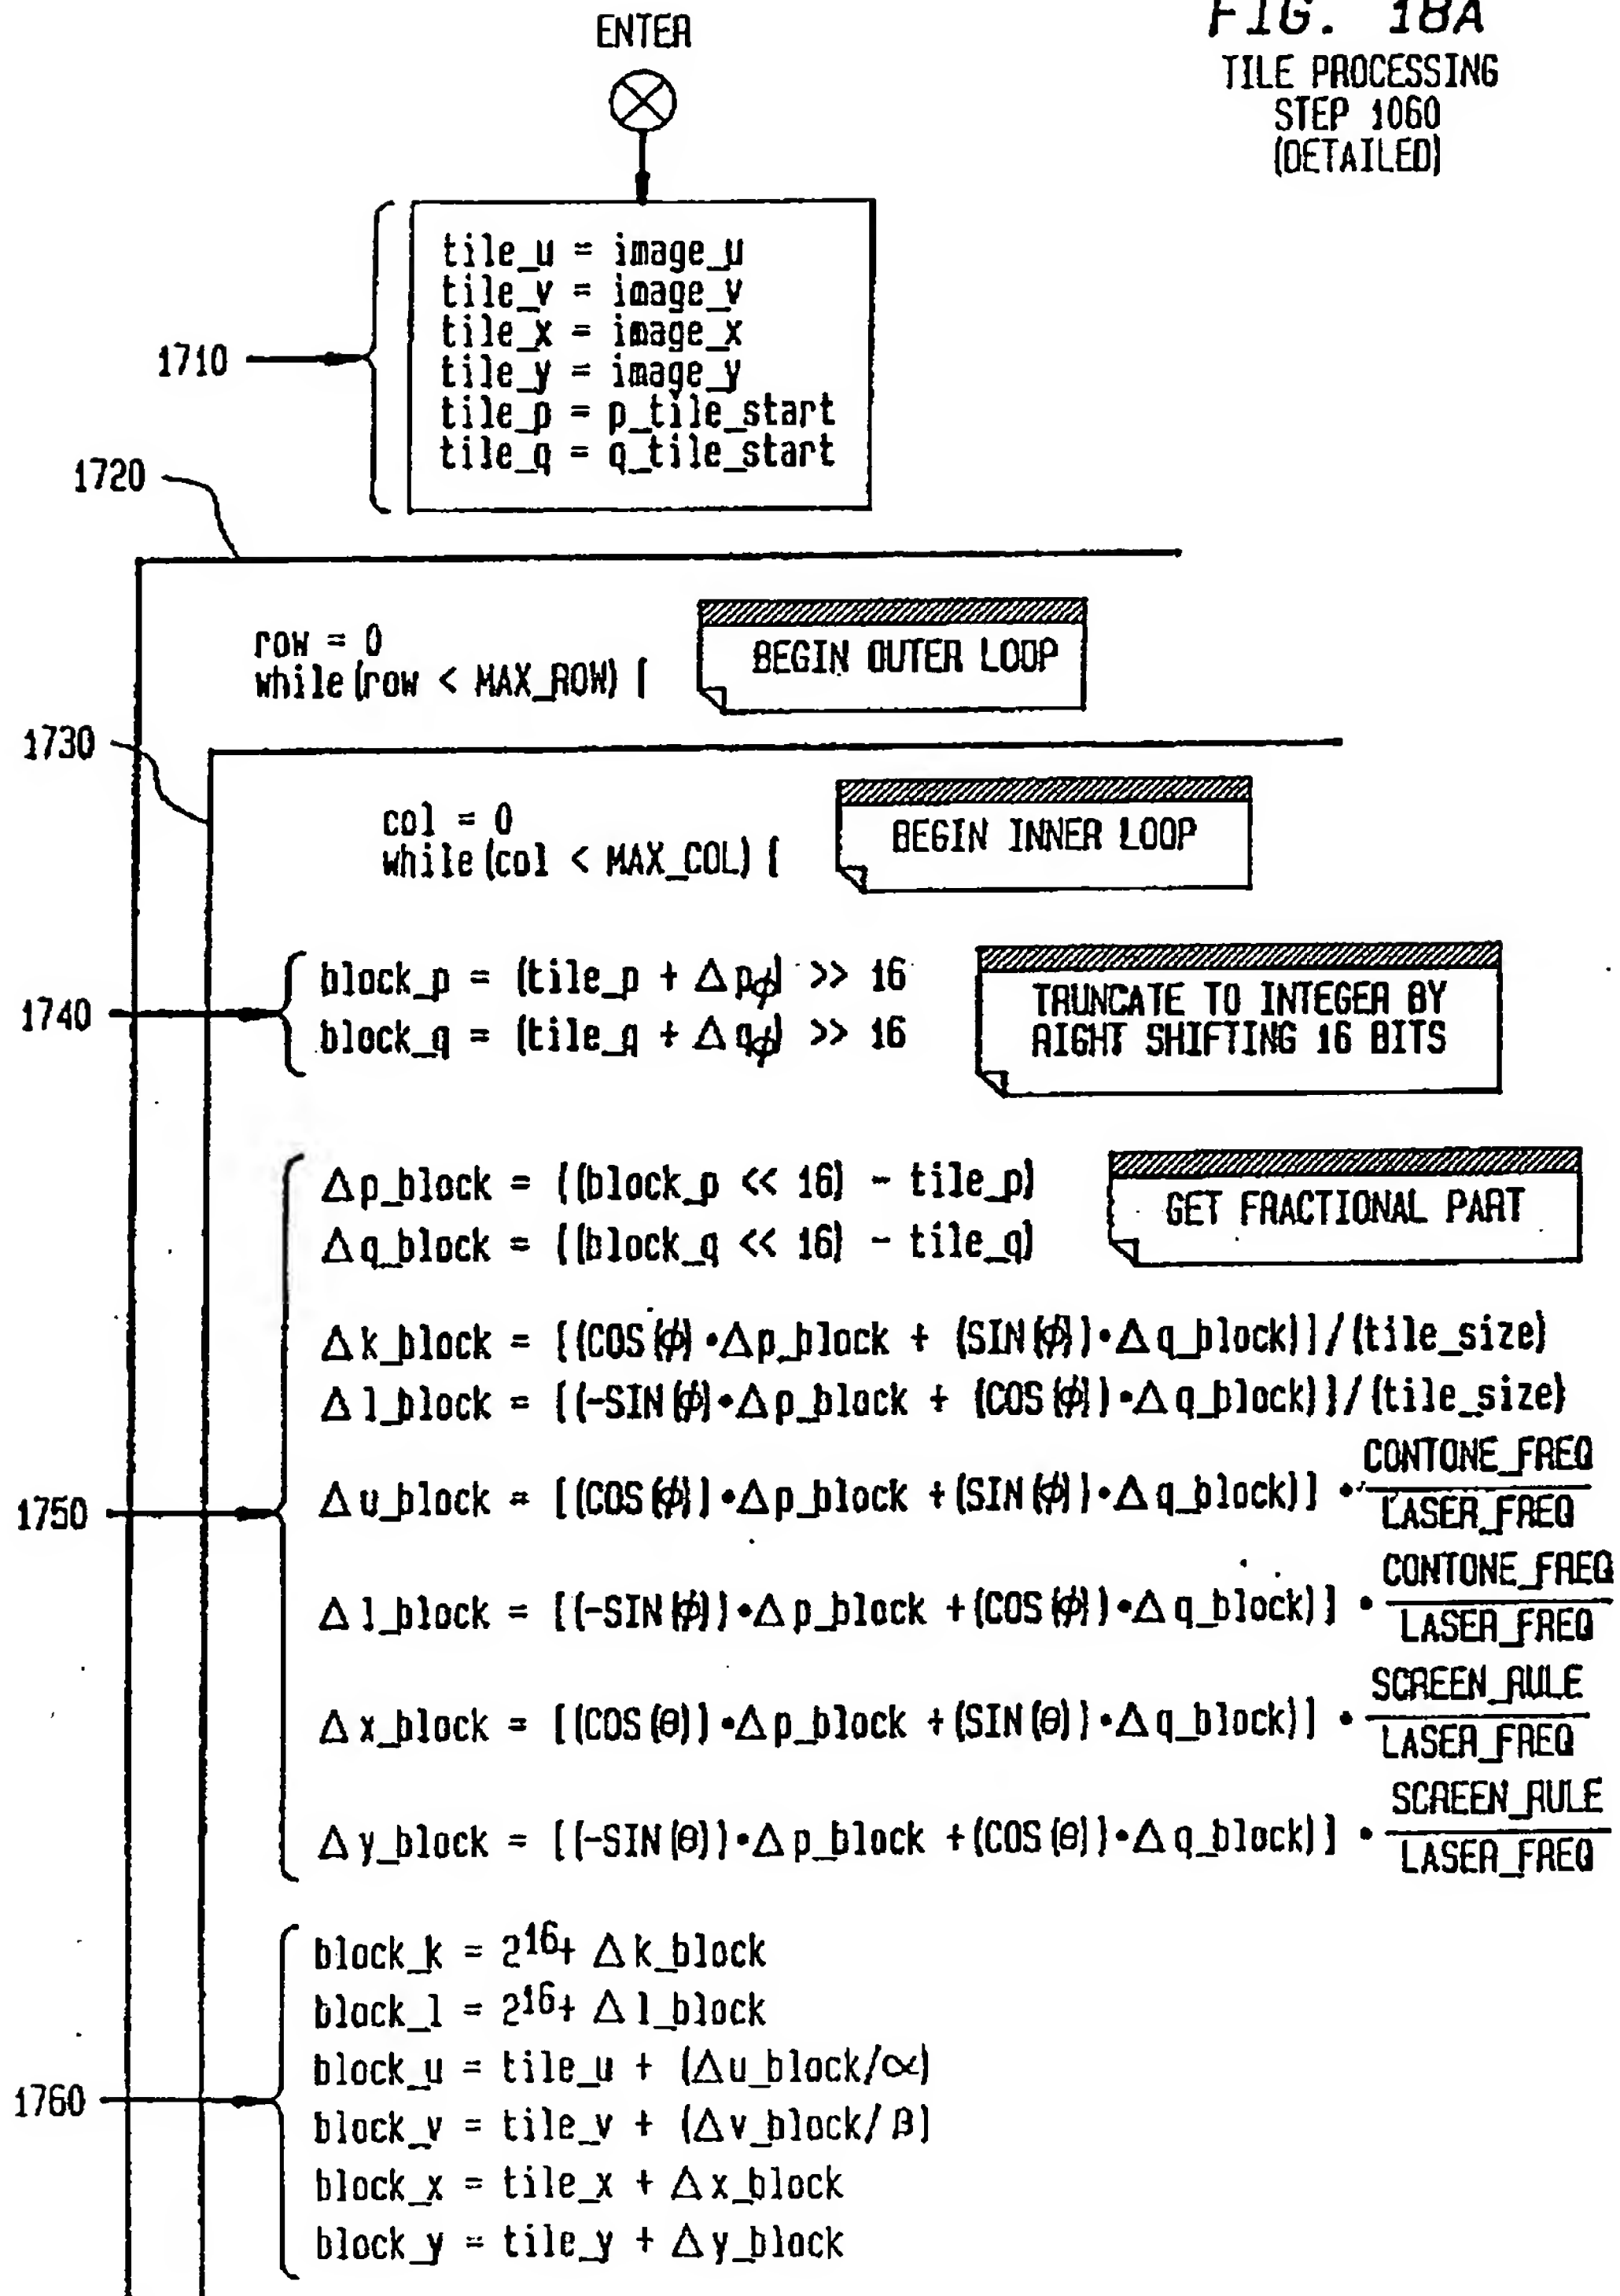 FIG. 18A
TILE PROCESSING
STEP 1060
(DETAILED)
ENTER
1710
tile_u = image_u
tile_v = image_v
tile_x = image_x
tile_y = image_y
tile_p = p_tile_start
tile_q = q_tile_start
1720
row = 0
while(row < MAX_ROW) {
BEGIN OUTER LOOP
1730
col = 0
while(col < MAX_COL) {
BEGIN INNER LOOP
1740
block_p = (tile_p + Δpϕ) >> 16
block_q = (tile_q + Δqϕ) >> 16
TRUNCATE TO INTEGER BY
RIGHT SHIFTING 16 BITS
1750
Δp_block = ((block_p << 16) - tile_p)
Δq_block = ((block_q << 16) - tile_q)
GET FRACTIONAL PART
Δk_block = [(COS(ϕ)•Δp_block + (SIN(ϕ))•Δq_block)]/(tile_size)
Δl_block = [(-SIN(ϕ)•Δp_block + (COS(ϕ))•Δq_block)]/(tile_size)
Δu_block = [(COS(ϕ))•Δp_block +(SIN(ϕ))•Δq_block)] • CONTONE_FREQ/LASER_FREQ
Δl_block = [(-SIN(ϕ))•Δp_block +(COS(ϕ))•Δq_block)] • CONTONE_FREQ/LASER_FREQ
Δx_block = [(COS(θ))•Δp_block +(SIN(θ))•Δq_block)] • SCREEN_RULE/LASER_FREQ
Δy_block = [(-SIN(θ))•Δp_block +(COS(θ))•Δq_block)] • SCREEN_RULE/LASER_FREQ
1760
block_k = 2^16+ Δk_block
block_l = 2^16+ Δl_block
block_u = tile_u + (Δu_block/α)
block_v = tile_v + (Δv_block/β)
block_x = tile_x + Δx_block
block_y = tile_y + Δy_block